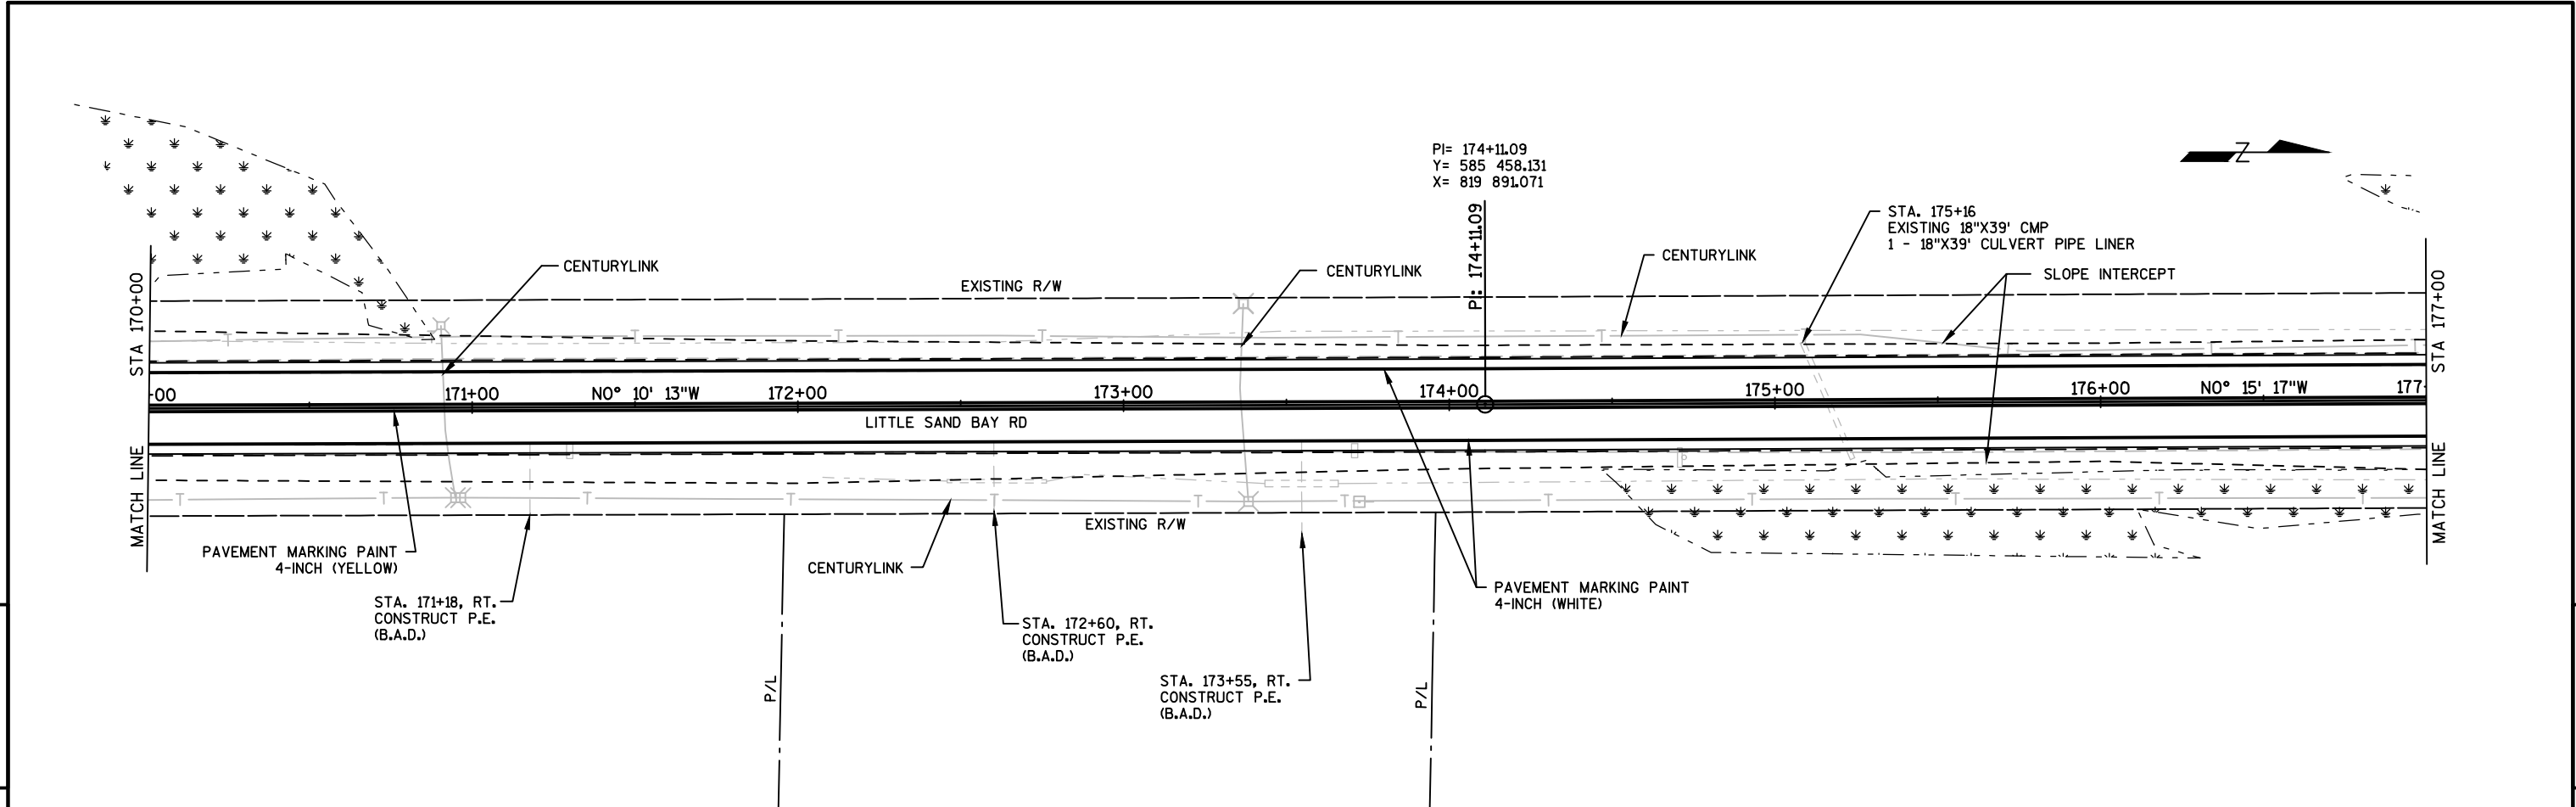 PI= 174+11.09
Y= 585 458.131
X= 819 891.071
Z
STA. 175+16
EXISTING 18"X39' CMP
1 - 18"X39' CULVERT PIPE LINER
CENTURYLINK
CENTURYLINK
CENTURYLINK
SLOPE INTERCEPT
EXISTING R/W
PI: 174+11.09
STA 170+00
STA 177+00
T T T T T T T T T
+00 171+00 N0° 10' 13"W 172+00 173+00 174+00 175+00 176+00 N0° 15' 17"W 177+
LITTLE SAND BAY RD
MATCH LINE
MATCH LINE
P
T T T T T T T T T T T T
EXISTING R/W
PAVEMENT MARKING PAINT
4-INCH (YELLOW)
CENTURYLINK
PAVEMENT MARKING PAINT
4-INCH (WHITE)
STA. 171+18, RT.
CONSTRUCT P.E.
(B.A.D.)
STA. 172+60, RT.
CONSTRUCT P.E.
(B.A.D.)
STA. 173+55, RT.
CONSTRUCT P.E.
(B.A.D.)
P/L
P/L